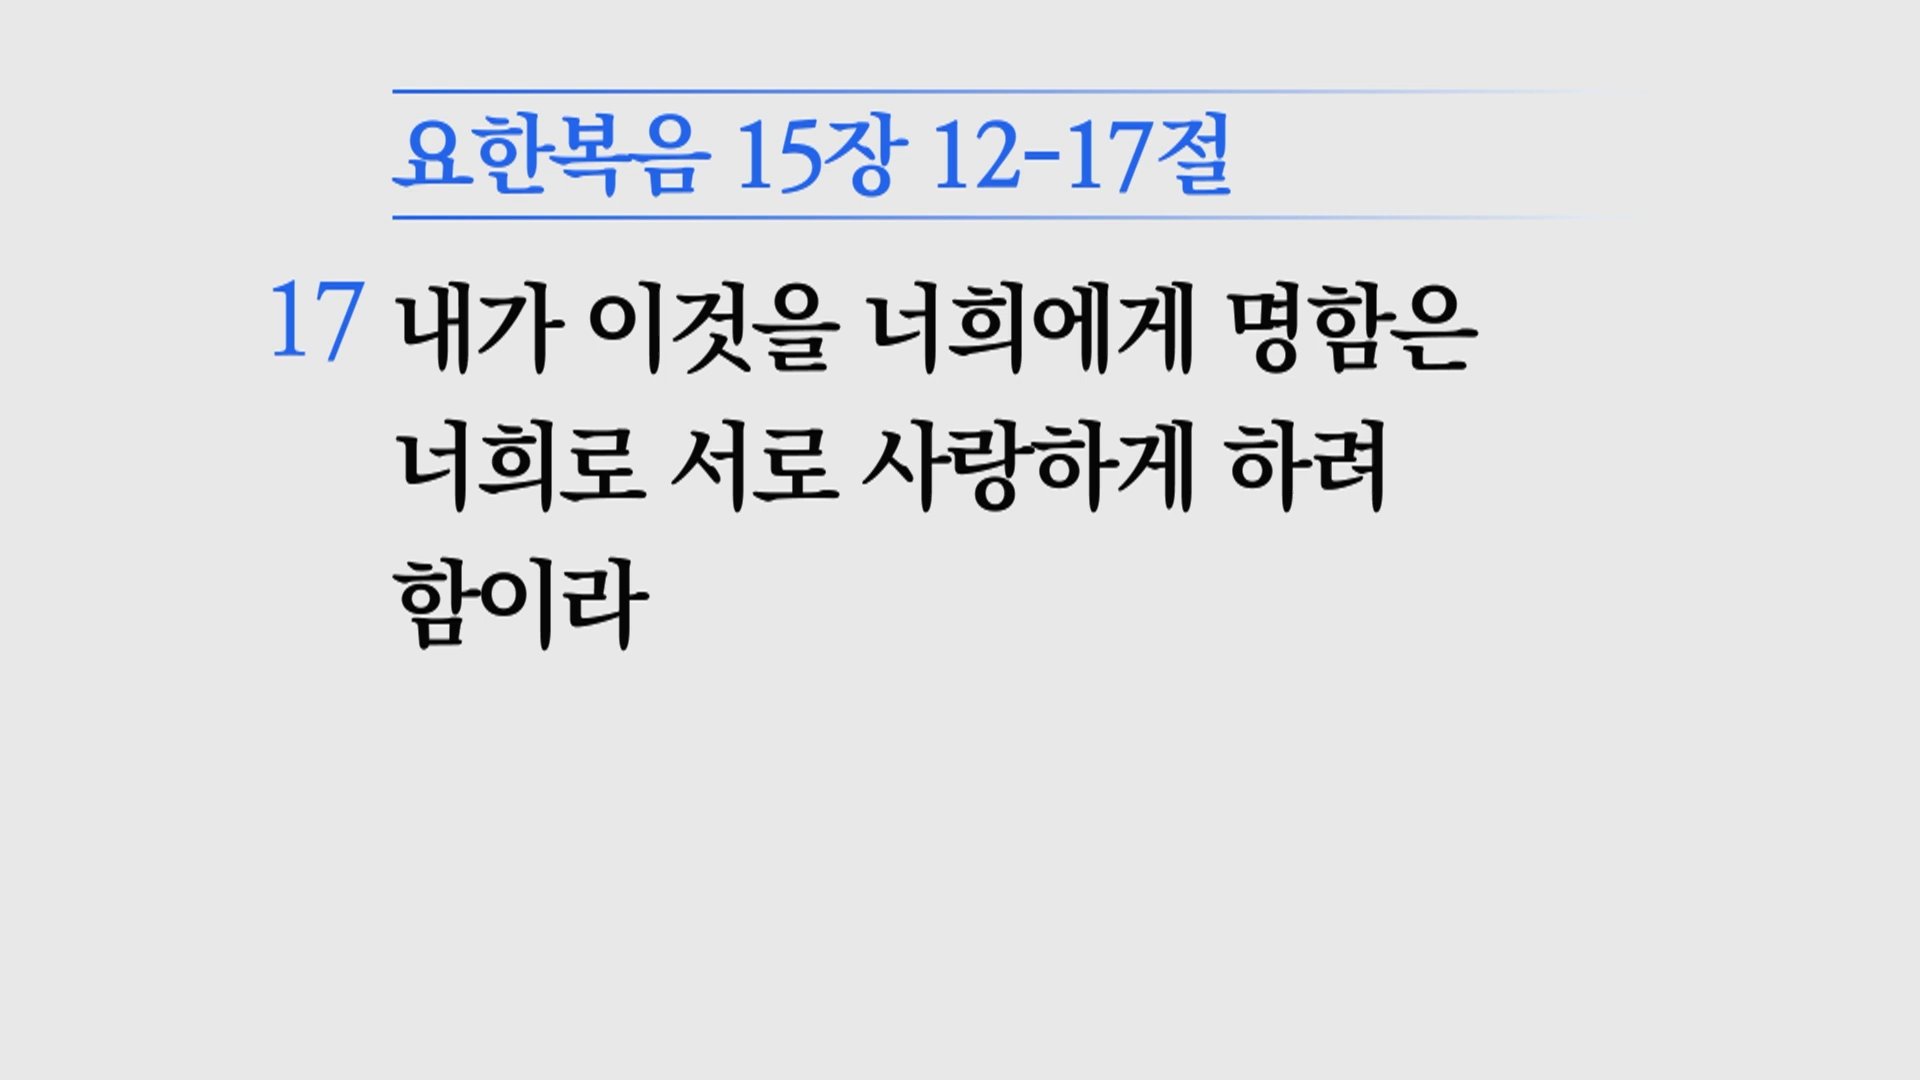 요한복음 15장 12-17절
17 내가 이것을 너희에게 명함은
너희로 서로 사랑하게 하려
함이라